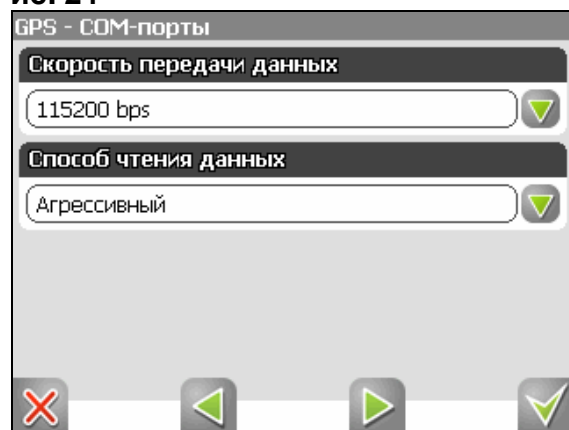 GPS - COM-порты
Скорость передачи данных
115200 bps
Способ чтения данных
Агрессивный